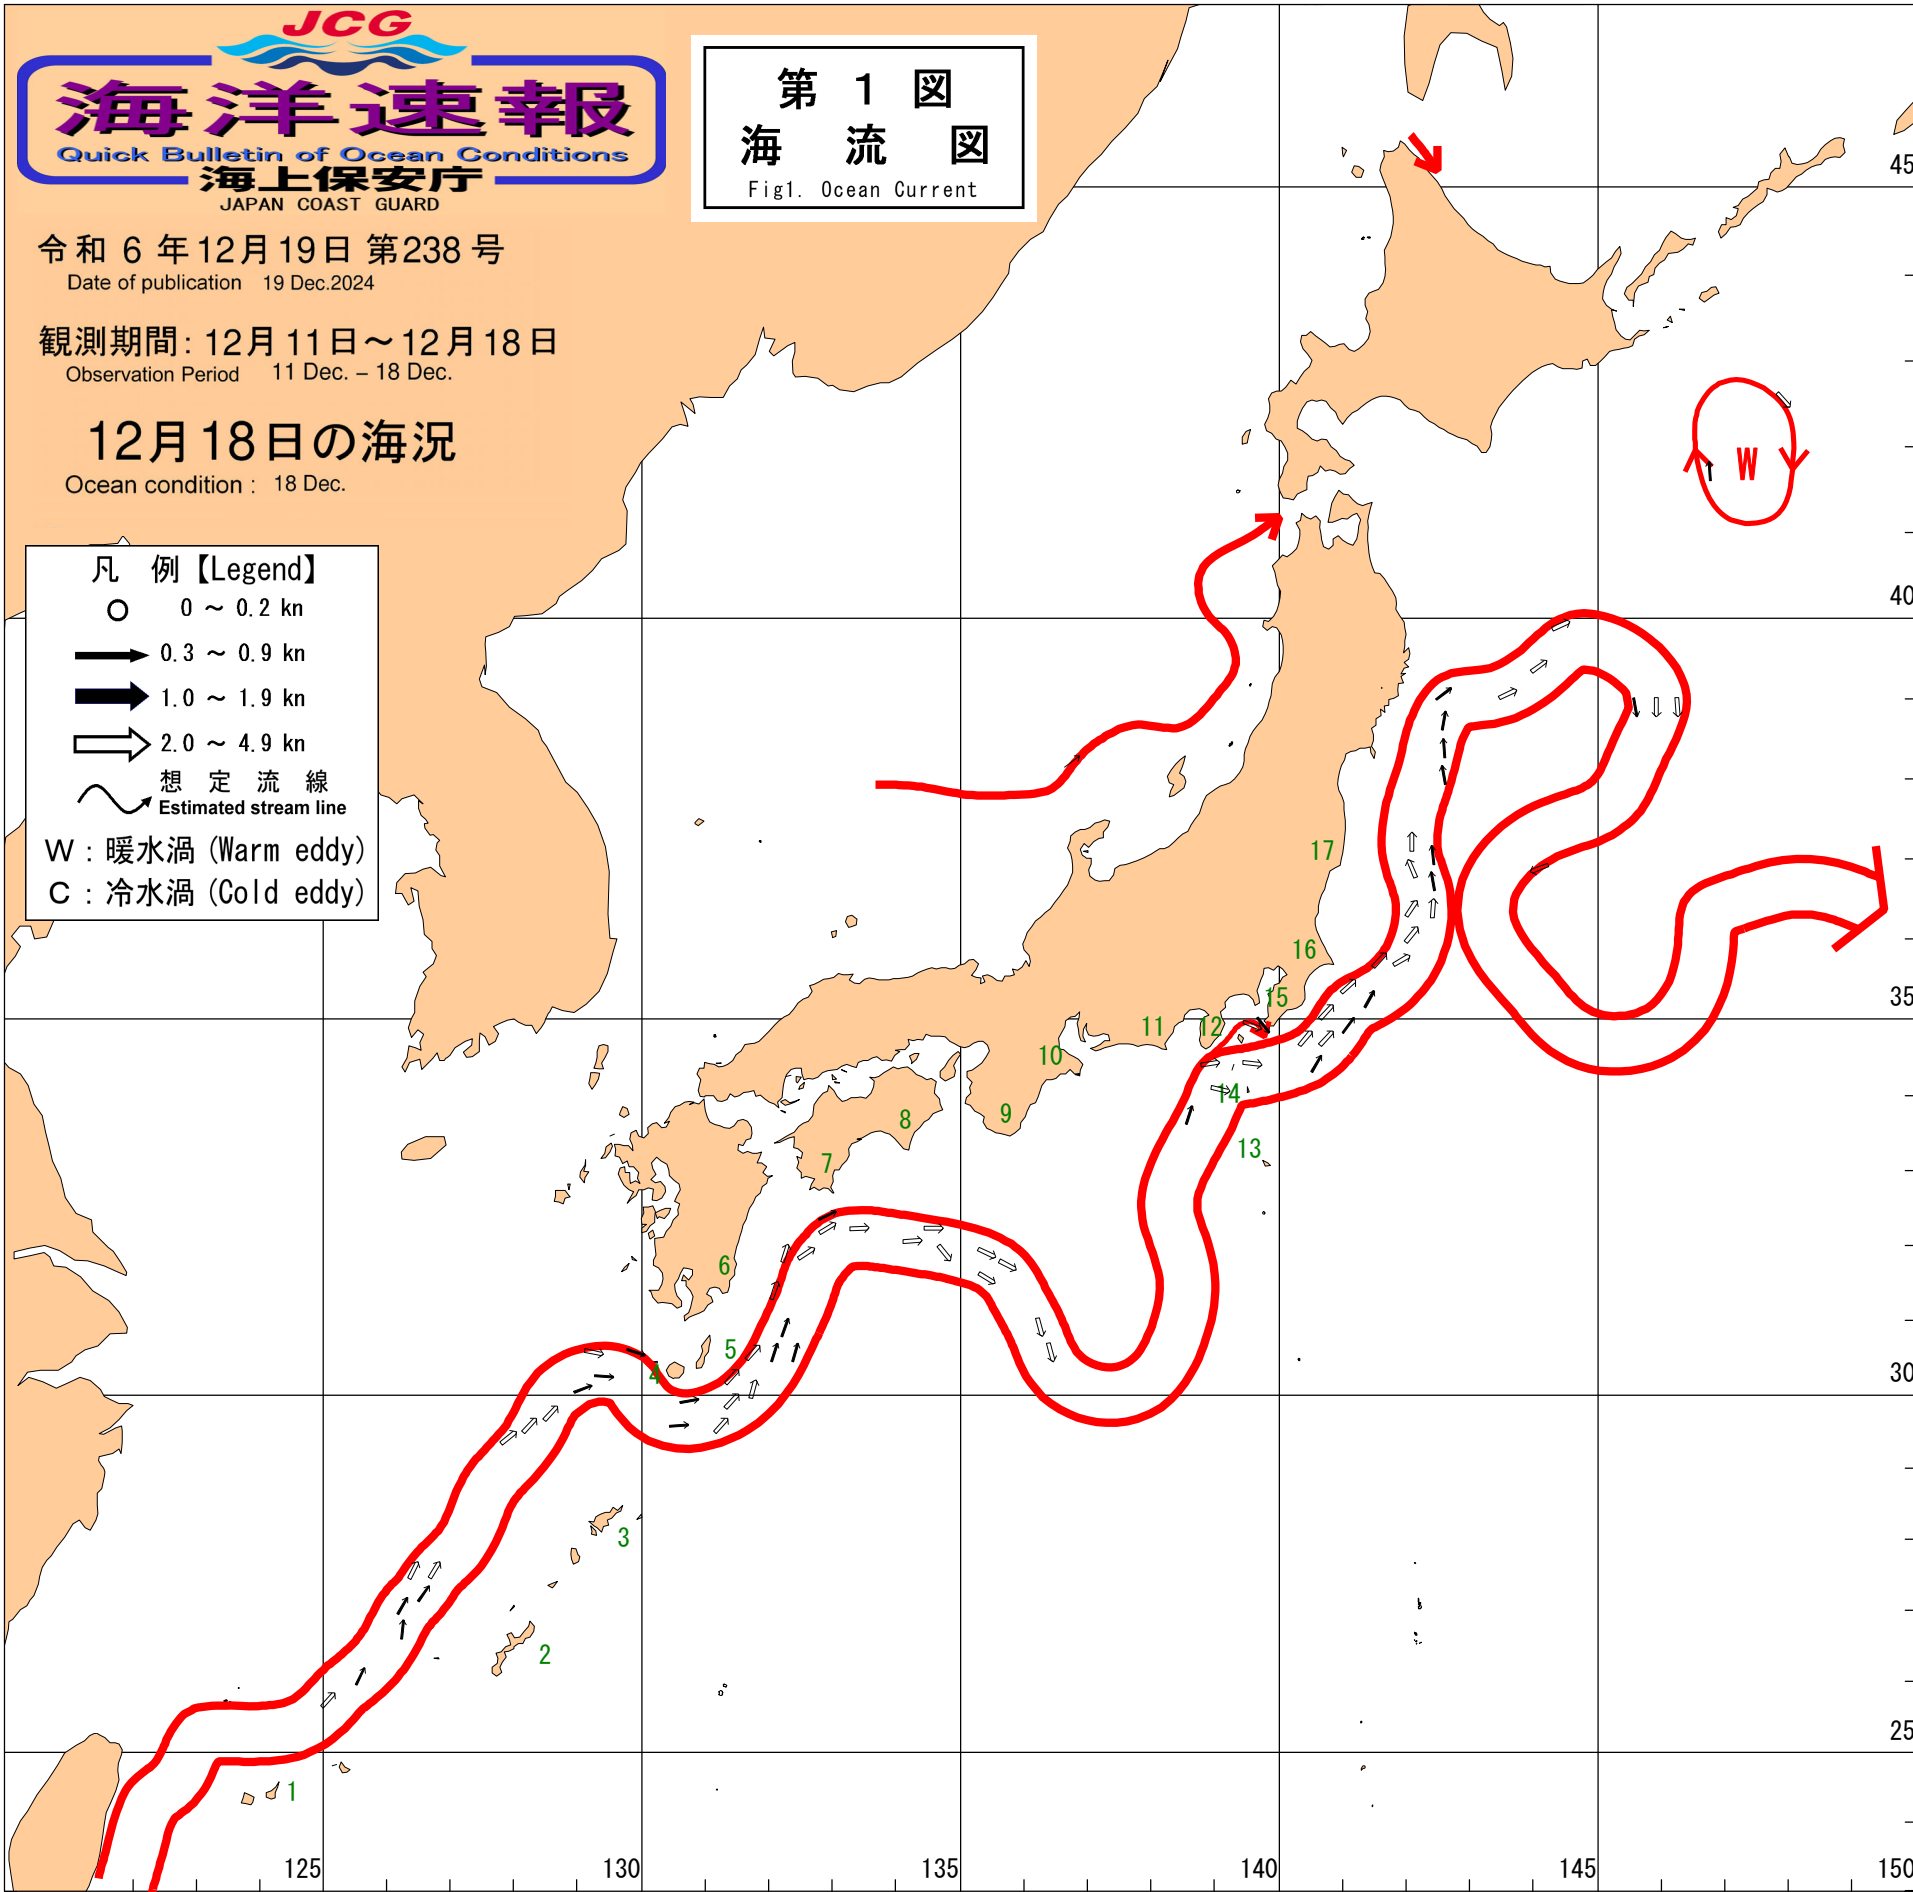 JCG
海洋速報
Quick Bulletin of Ocean Conditions
海上保安庁
JAPAN COAST GUARD
第 1 図
海 流 図
Fig1. Ocean Current
令和 6 年12月19日 第238号
Date of publication 19 Dec.2024
観測期間: 12月11日～12月18日
Observation Period 11 Dec. – 18 Dec.
12月18日の海況
Ocean condition : 18 Dec.
凡 例【Legend】
0 ～ 0.2 kn
0.3 ～ 0.9 kn
1.0 ～ 1.9 kn
2.0 ～ 4.9 kn
想 定 流 線
Estimated stream line
W : 暖水渦 (Warm eddy)
C : 冷水渦 (Cold eddy)
45
W
40
17
16
35
15
12
11
10
14
9
8
13
7
6
5
4
30
3
2
25
1
125
130
135
140
145
150